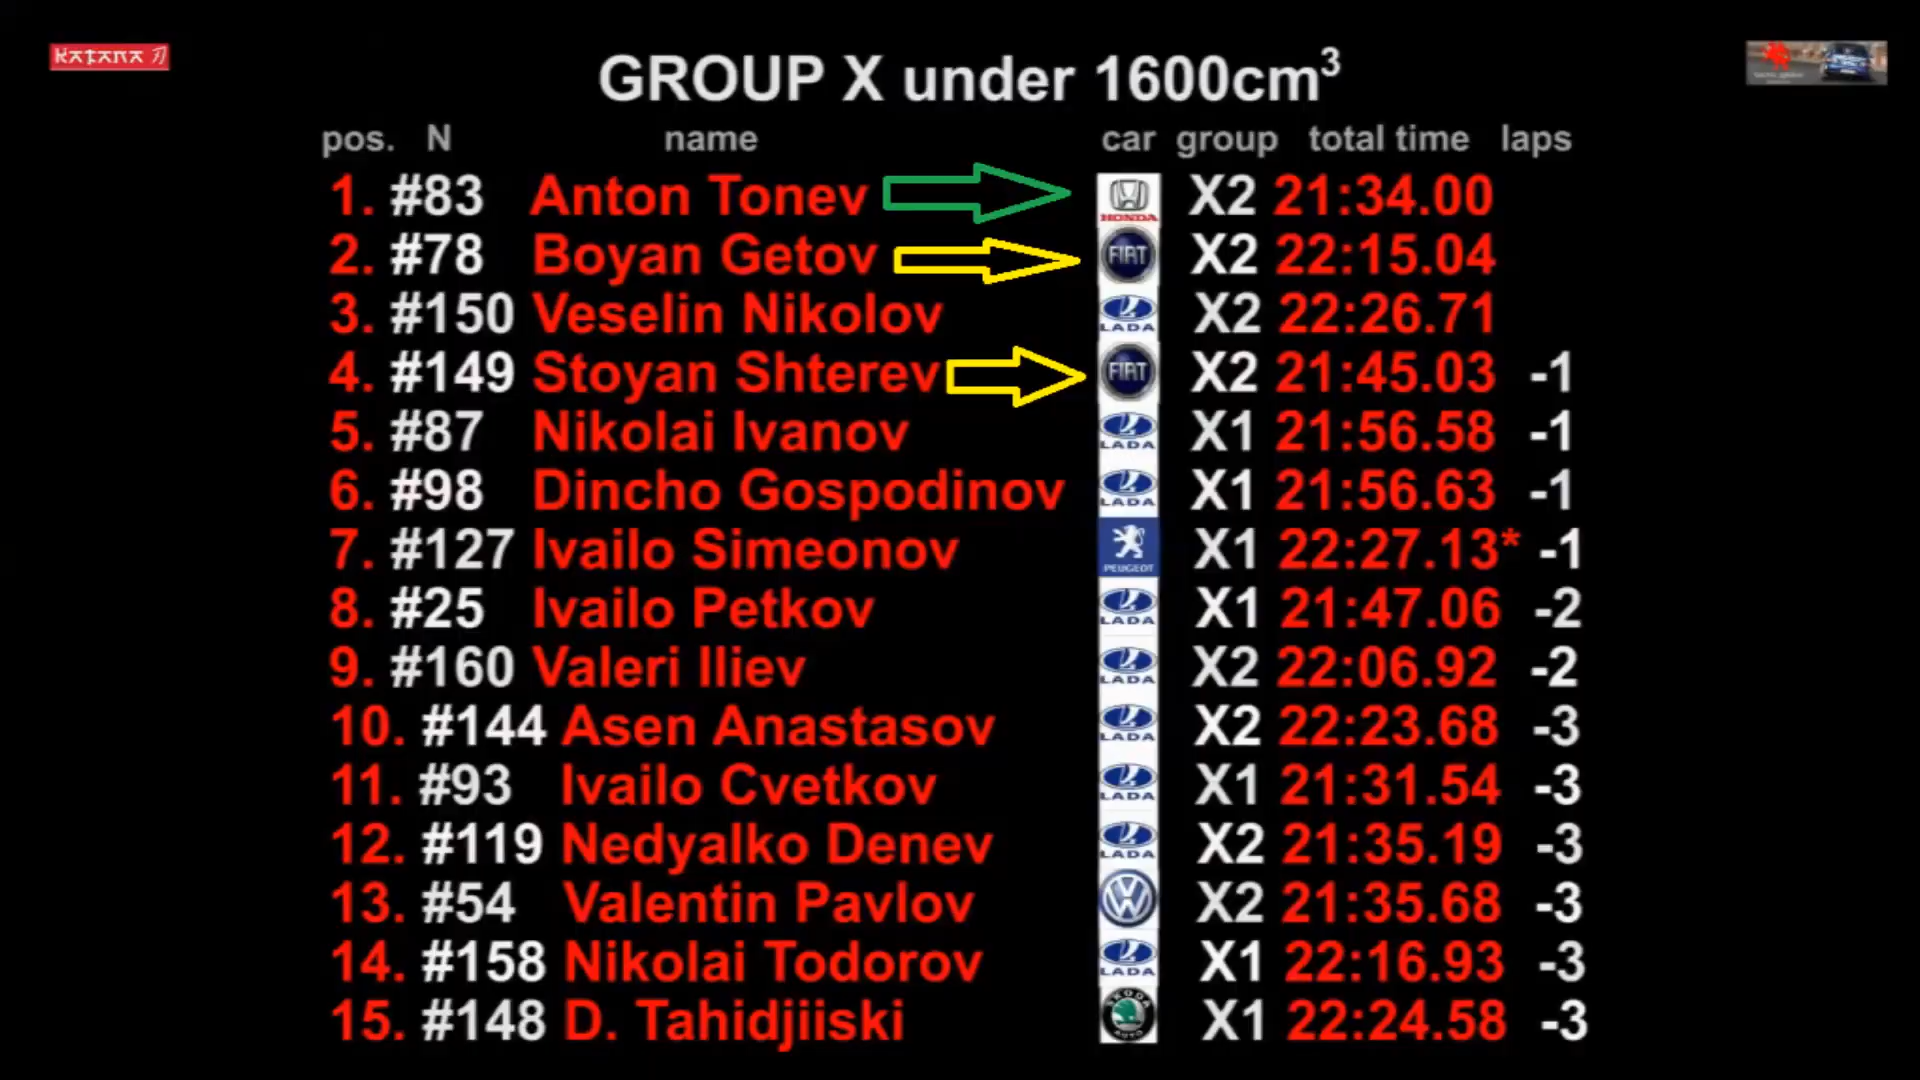 Katana
GROUP X under 1600cm³
pos. N name car group total time laps
1. #83 Anton Tonev HONDA X2 21:34.00
2. #78 Boyan Getov FIAT X2 22:15.04
3. #150 Veselin Nikolov LADA X2 22:26.71
4. #149 Stoyan Shterev FIAT X2 21:45.03 -1
5. #87 Nikolai Ivanov LADA X1 21:56.58 -1
6. #98 Dincho Gospodinov LADA X1 21:56.63 -1
7. #127 Ivailo Simeonov PEUGEOT X1 22:27.13* -1
8. #25 Ivailo Petkov LADA X1 21:47.06 -2
9. #160 Valeri Iliev LADA X2 22:06.92 -2
10. #144 Asen Anastasov LADA X2 22:23.68 -3
11. #93 Ivailo Cvetkov LADA X1 21:31.54 -3
12. #119 Nedyalko Denev LADA X2 21:35.19 -3
13. #54 Valentin Pavlov VW X2 21:35.68 -3
14. #158 Nikolai Todorov LADA X1 22:16.93 -3
15. #148 D. Tahidjiiski SKODA AUTO X1 22:24.58 -3